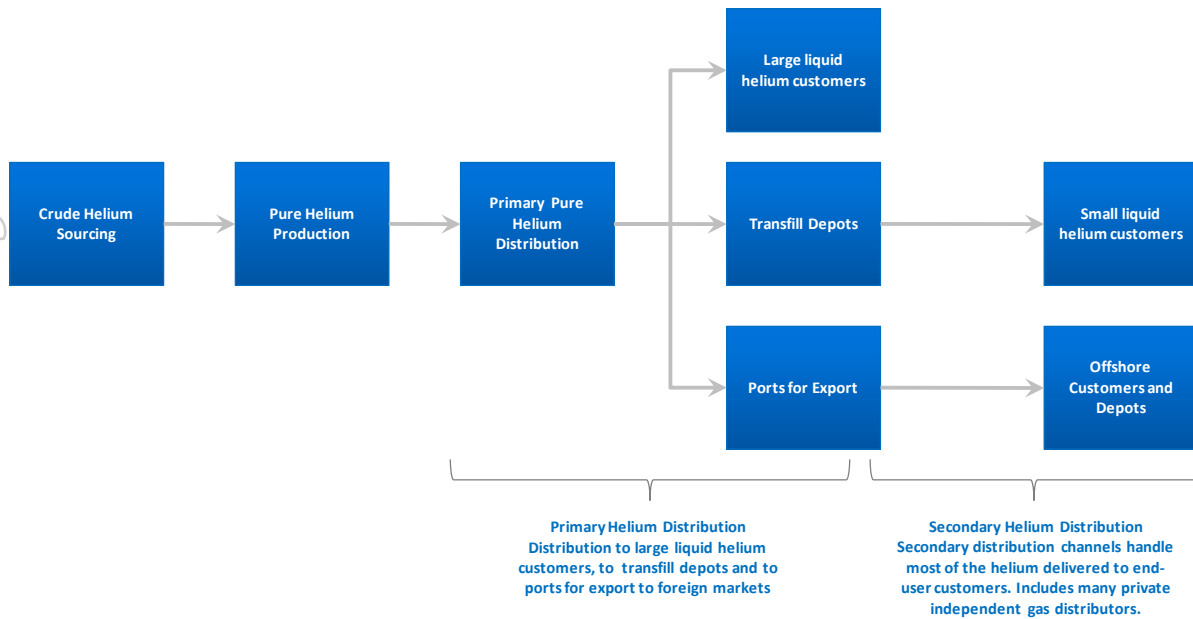 Large liquid
helium customers
Crude Helium
Sourcing
Pure Helium
Production
Primary Pure
Helium
Distribution
Transfill Depots
Small liquid
helium customers
Ports for Export
Offshore
Customers and
Depots
Primary Helium Distribution
Distribution to large liquid helium
customers, to transfill depots and to
ports for export to foreign markets
Secondary Helium Distribution
Secondary distribution channels handle
most of the helium delivered to end-
user customers. Includes many private
independent gas distributors.